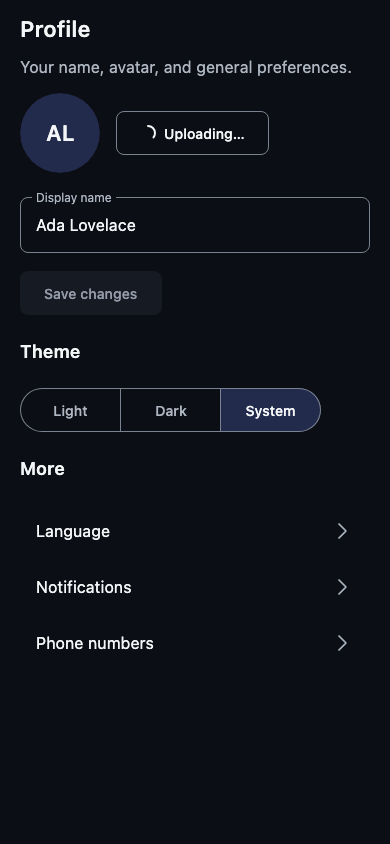 Profile
Your name, avatar, and general preferences.
AL
Uploading...
Display name
Ada Lovelace
Save changes
Theme
Light
Dark
System
More
Language
Notifications
Phone numbers